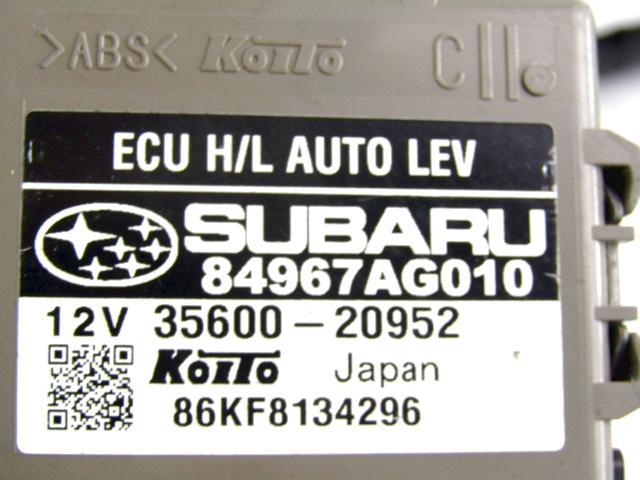 >ABS< KOITO C
ECU H/L AUTO LEV
SUBARU
84967AG010
12V 35600-20952
KOITO Japan
86KF8134296